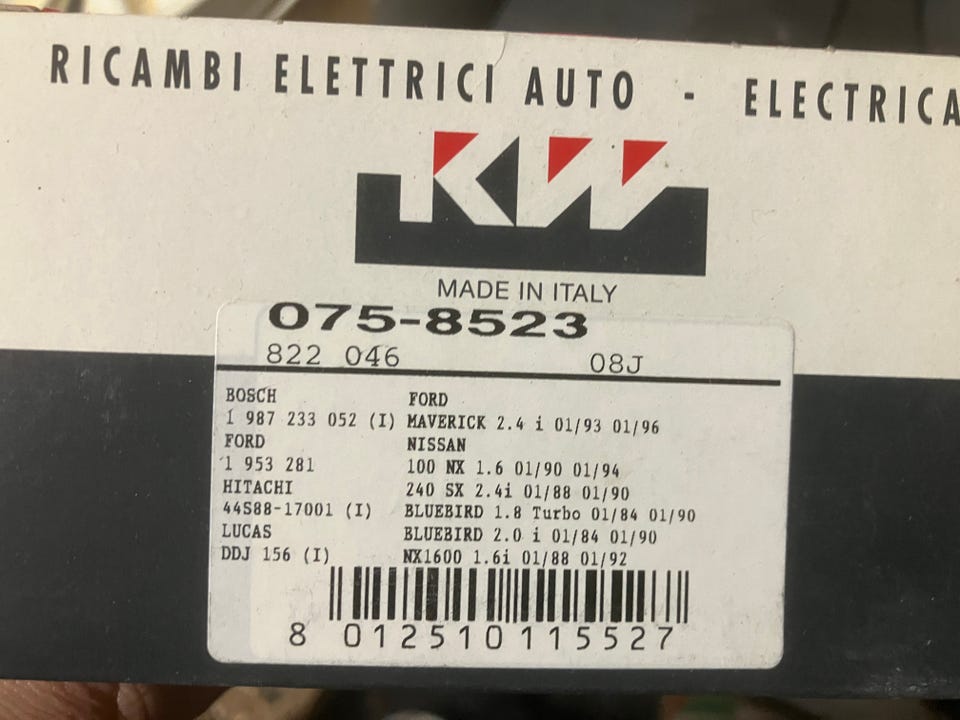 RICAMBI ELETTRICI AUTO - ELECTRICA
KW
MADE IN ITALY
075-8523
822 046 08J
BOSCH FORD
1 987 233 052 (I) MAVERICK 2.4 i 01/93 01/96
FORD NISSAN
1 953 281 100 NX 1.6 01/90 01/94
HITACHI 240 SX 2.4i 01/88 01/90
44S88-17001 (I) BLUEBIRD 1.8 Turbo 01/84 01/90
LUCAS BLUEBIRD 2.0 i 01/84 01/90
DDJ 156 (I) NX1600 1.6i 01/88 01/92
8 012510 115527